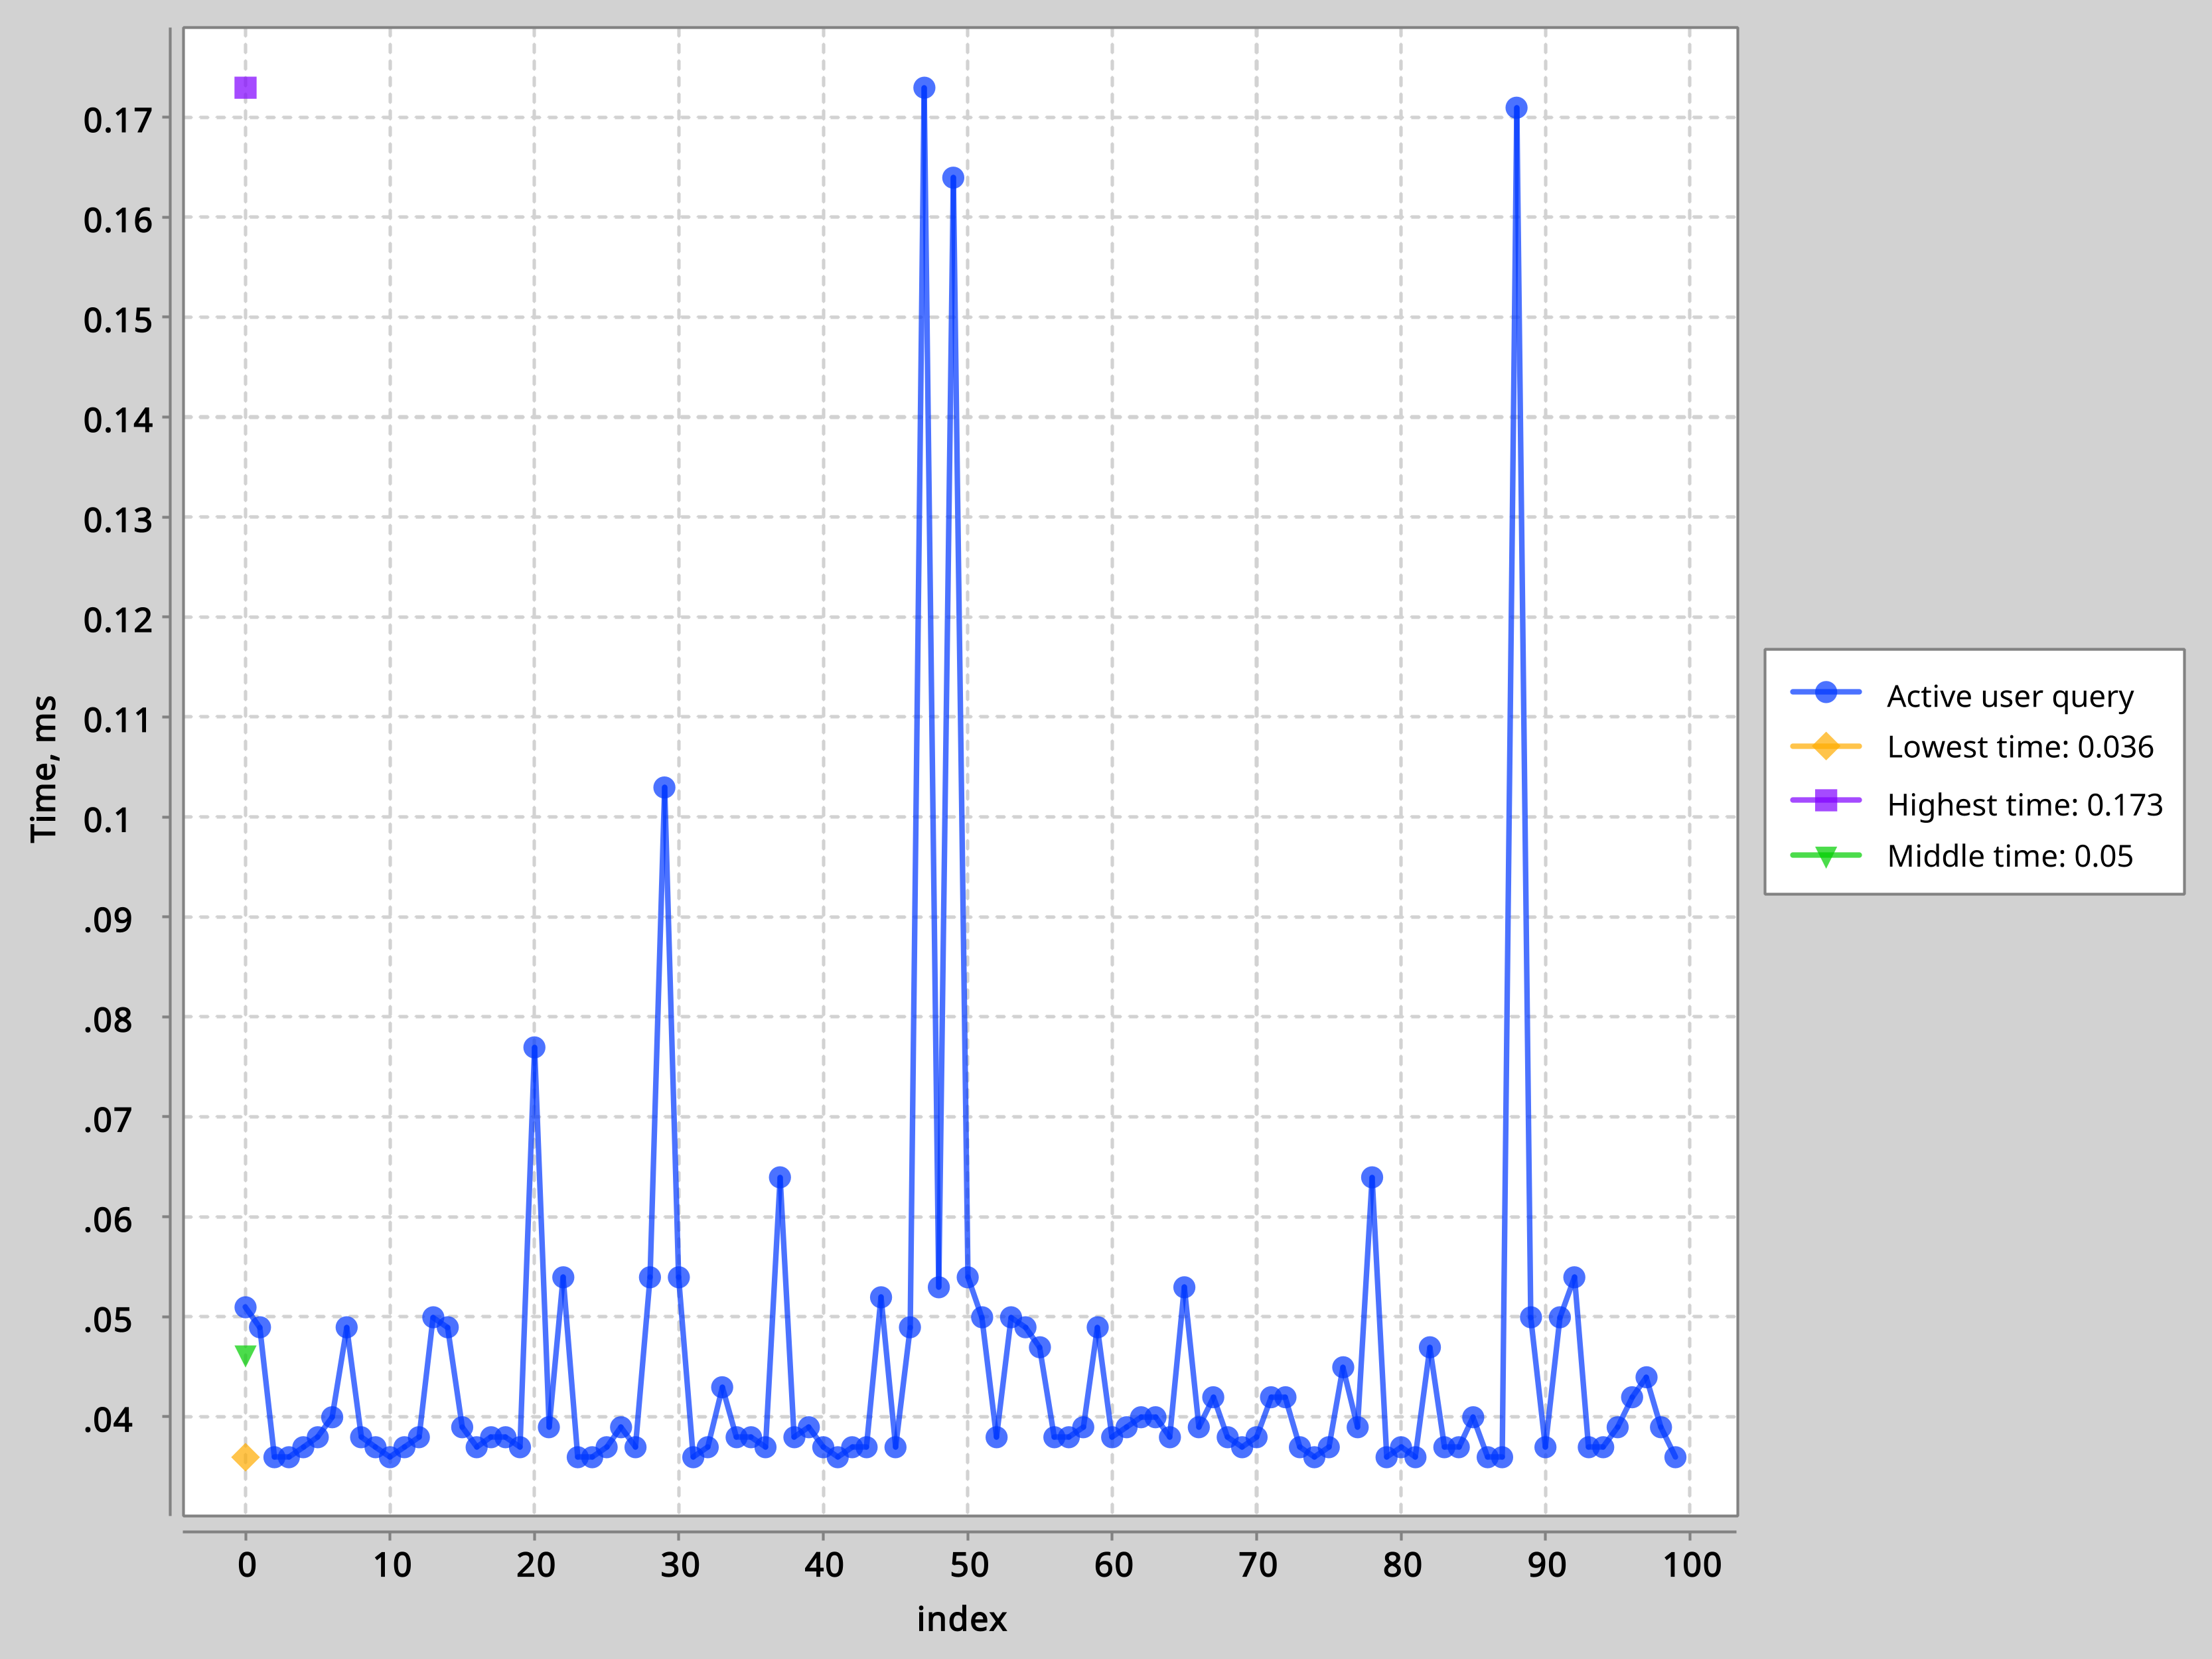 0.17
0.16
0.15
0.14
0.13
0.12
0.11
0.1
.09
.08
.07
.06
.05
.04
Time, ms
0 10 20 30 40 50 60 70 80 90 100
index
Active user query
Lowest time: 0.036
Highest time: 0.173
Middle time: 0.05